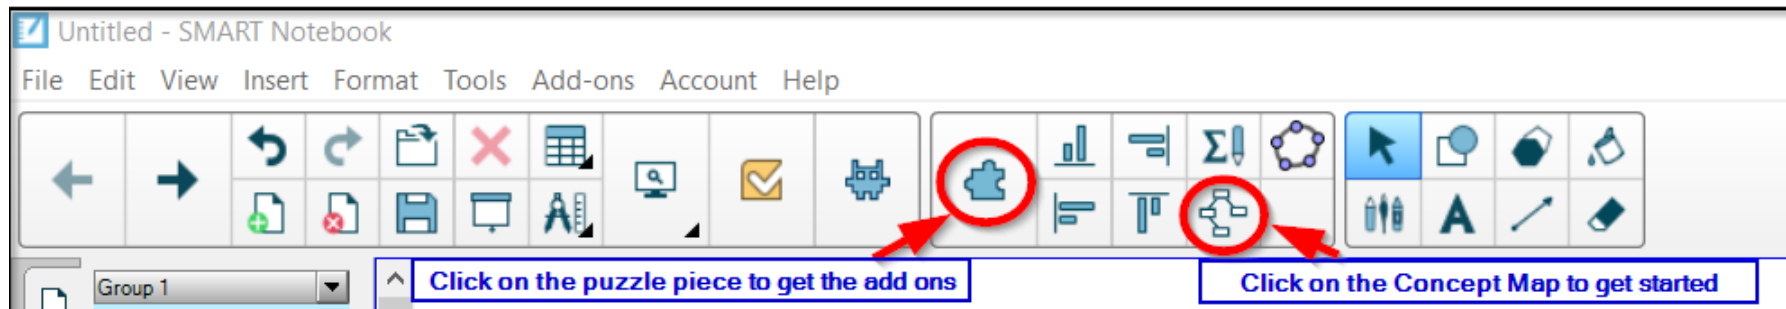 Untitled - SMART Notebook
File Edit View Insert Format Tools Add-ons Account Help
Group 1
Click on the puzzle piece to get the add ons
Click on the Concept Map to get started